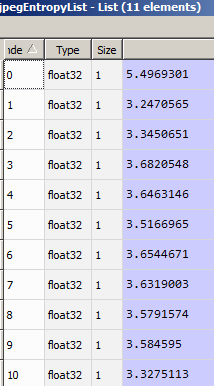 jpegEntropyList - List (11 elements)
nde Type Size
0 float32 1 5.4969301
1 float32 1 3.2470565
2 float32 1 3.3450651
3 float32 1 3.6820548
4 float32 1 3.6463146
5 float32 1 3.5166965
6 float32 1 3.6544671
7 float32 1 3.6319003
8 float32 1 3.5791574
9 float32 1 3.584595
10 float32 1 3.3275113